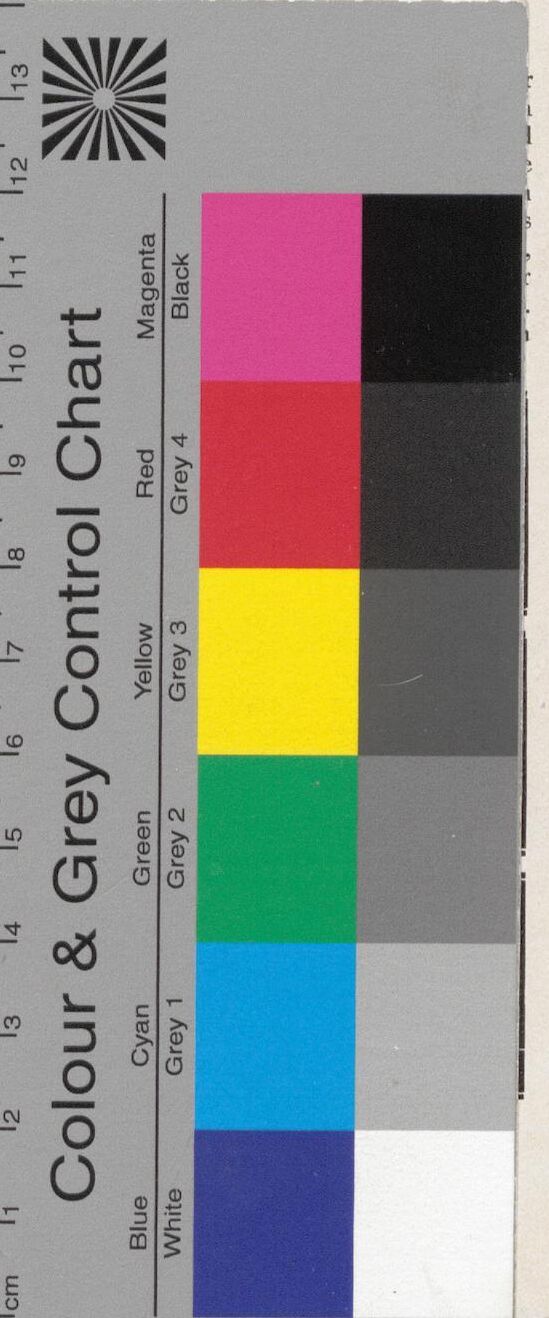 cm 1 2 3 4 5 6 7 8 9 10 11 12 13
Colour & Grey Control Chart
Blue Cyan Green Yellow Red Magenta
White Grey 1 Grey 2 Grey 3 Grey 4 Black